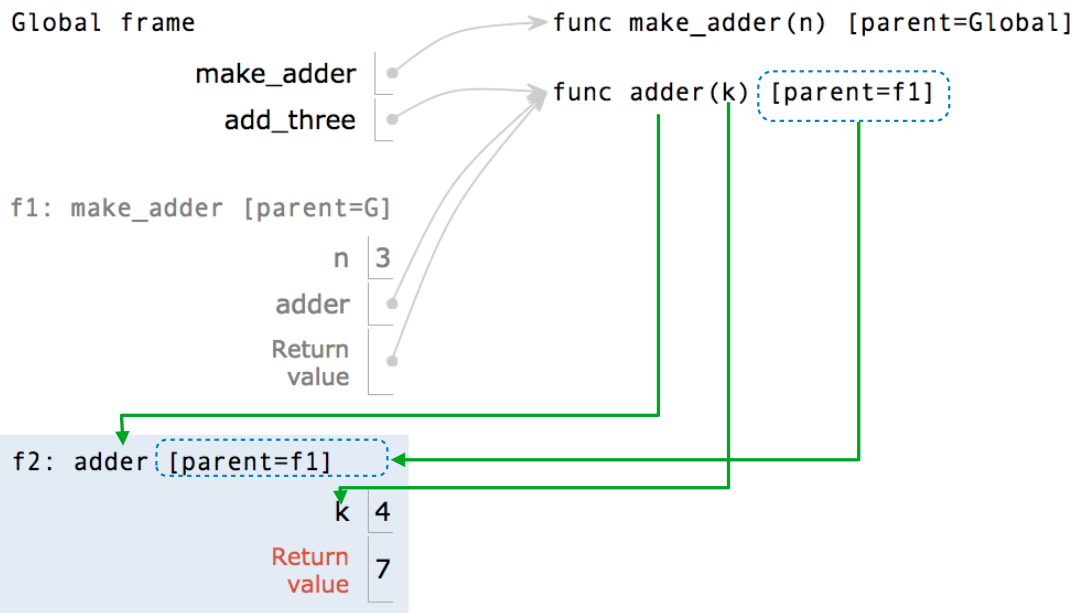 Global frame
func make_adder(n) [parent=Global]
make_adder
func adder(k) [parent=f1]
add_three
f1: make_adder [parent=G]
n 3
adder
Return
value
f2: adder [parent=f1]
k 4
Return
value 7